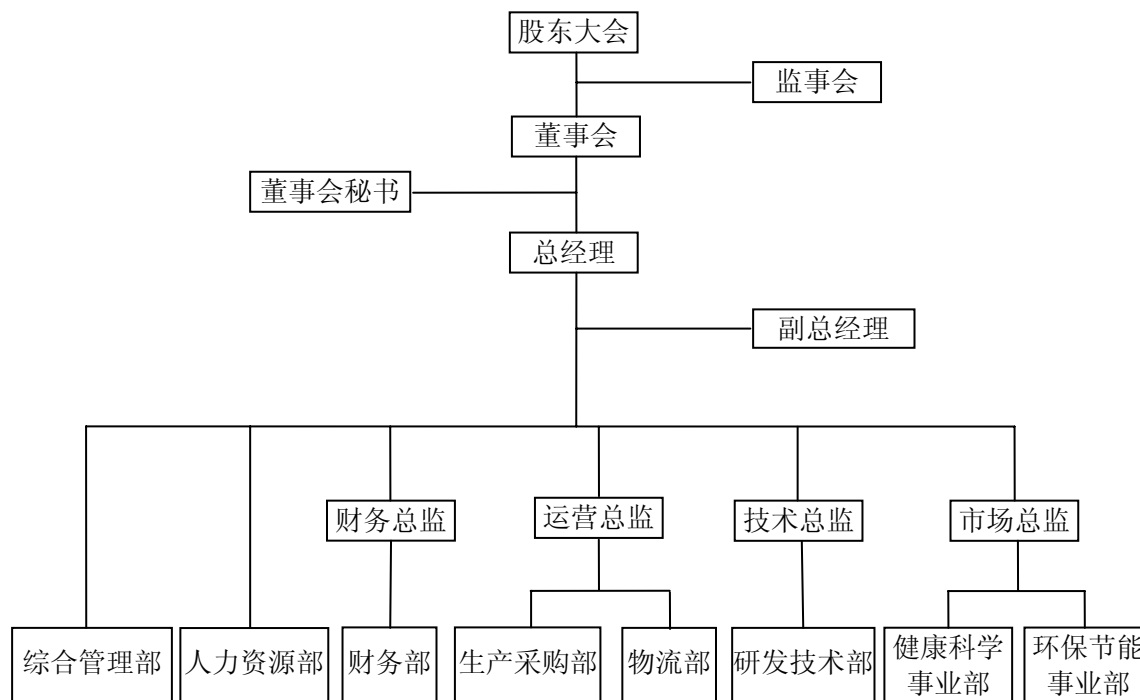 股东大会
监事会
董事会
董事会秘书
总经理
副总经理
财务总监
运营总监
技术总监
市场总监
综合管理部
人力资源部
财务部
生产采购部
物流部
研发技术部
健康科学
事业部
环保节能
事业部